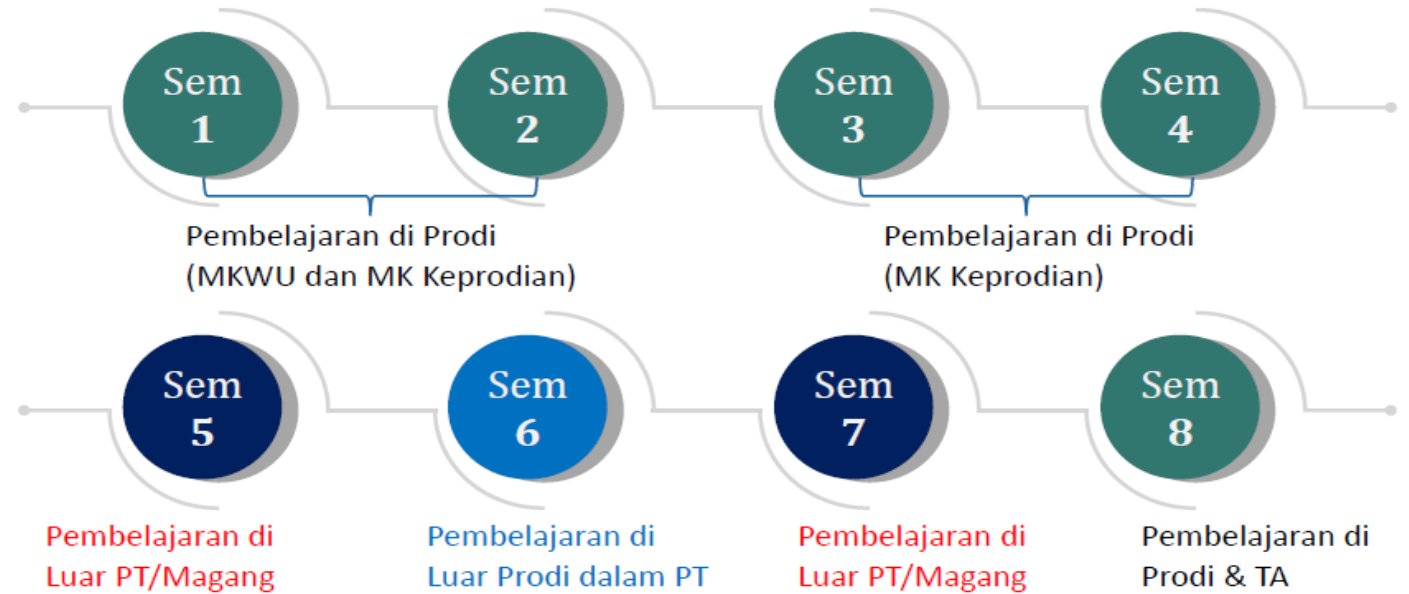 Sem
1
Sem
2
Sem
3
Sem
4
Pembelajaran di Prodi
(MKWU dan MK Keprodian)
Pembelajaran di Prodi
(MK Keprodian)
Sem
5
Sem
6
Sem
7
Sem
8
Pembelajaran di
Luar PT/Magang
Pembelajaran di
Luar Prodi dalam PT
Pembelajaran di
Luar PT/Magang
Pembelajaran di
Prodi & TA